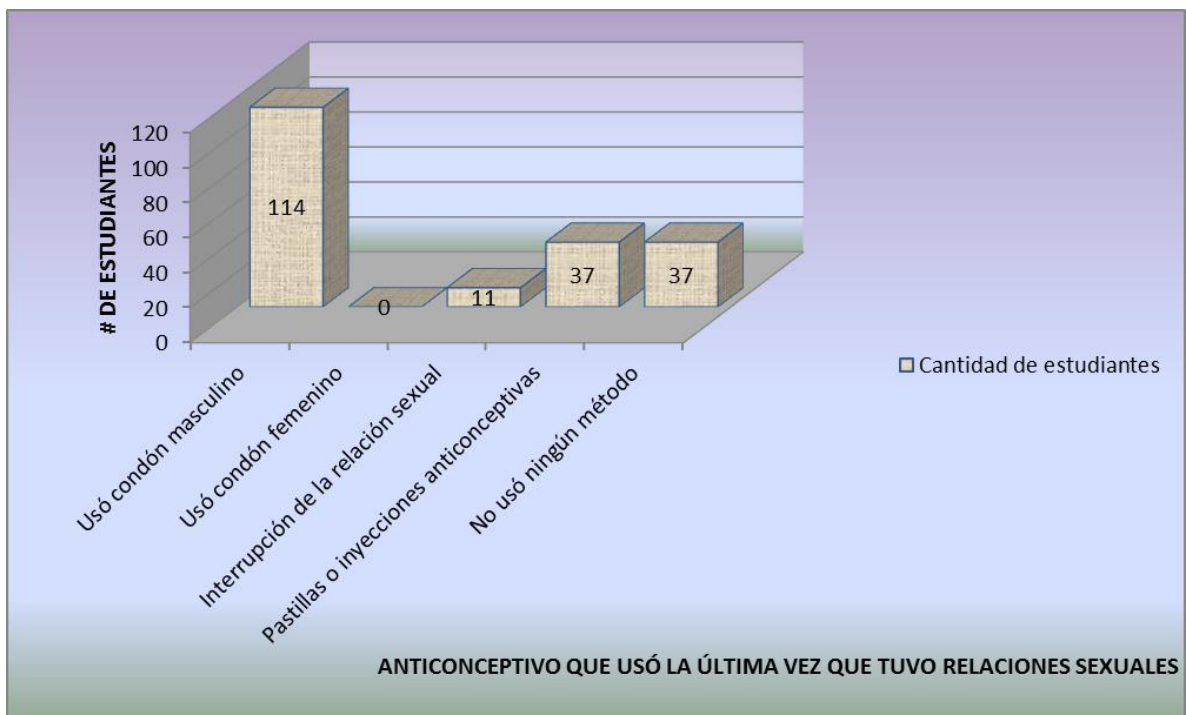 # DE ESTUDIANTES
120
100
80
60
40
20
0
114
0
11
37
37
Usó condón masculino
Usó condón femenino
Interrupción de la relación sexual
Pastillas o inyecciones anticonceptivas
No usó ningún método
Cantidad de estudiantes
ANTICONCEPTIVO QUE USÓ LA ÚLTIMA VEZ QUE TUVO RELACIONES SEXUALES